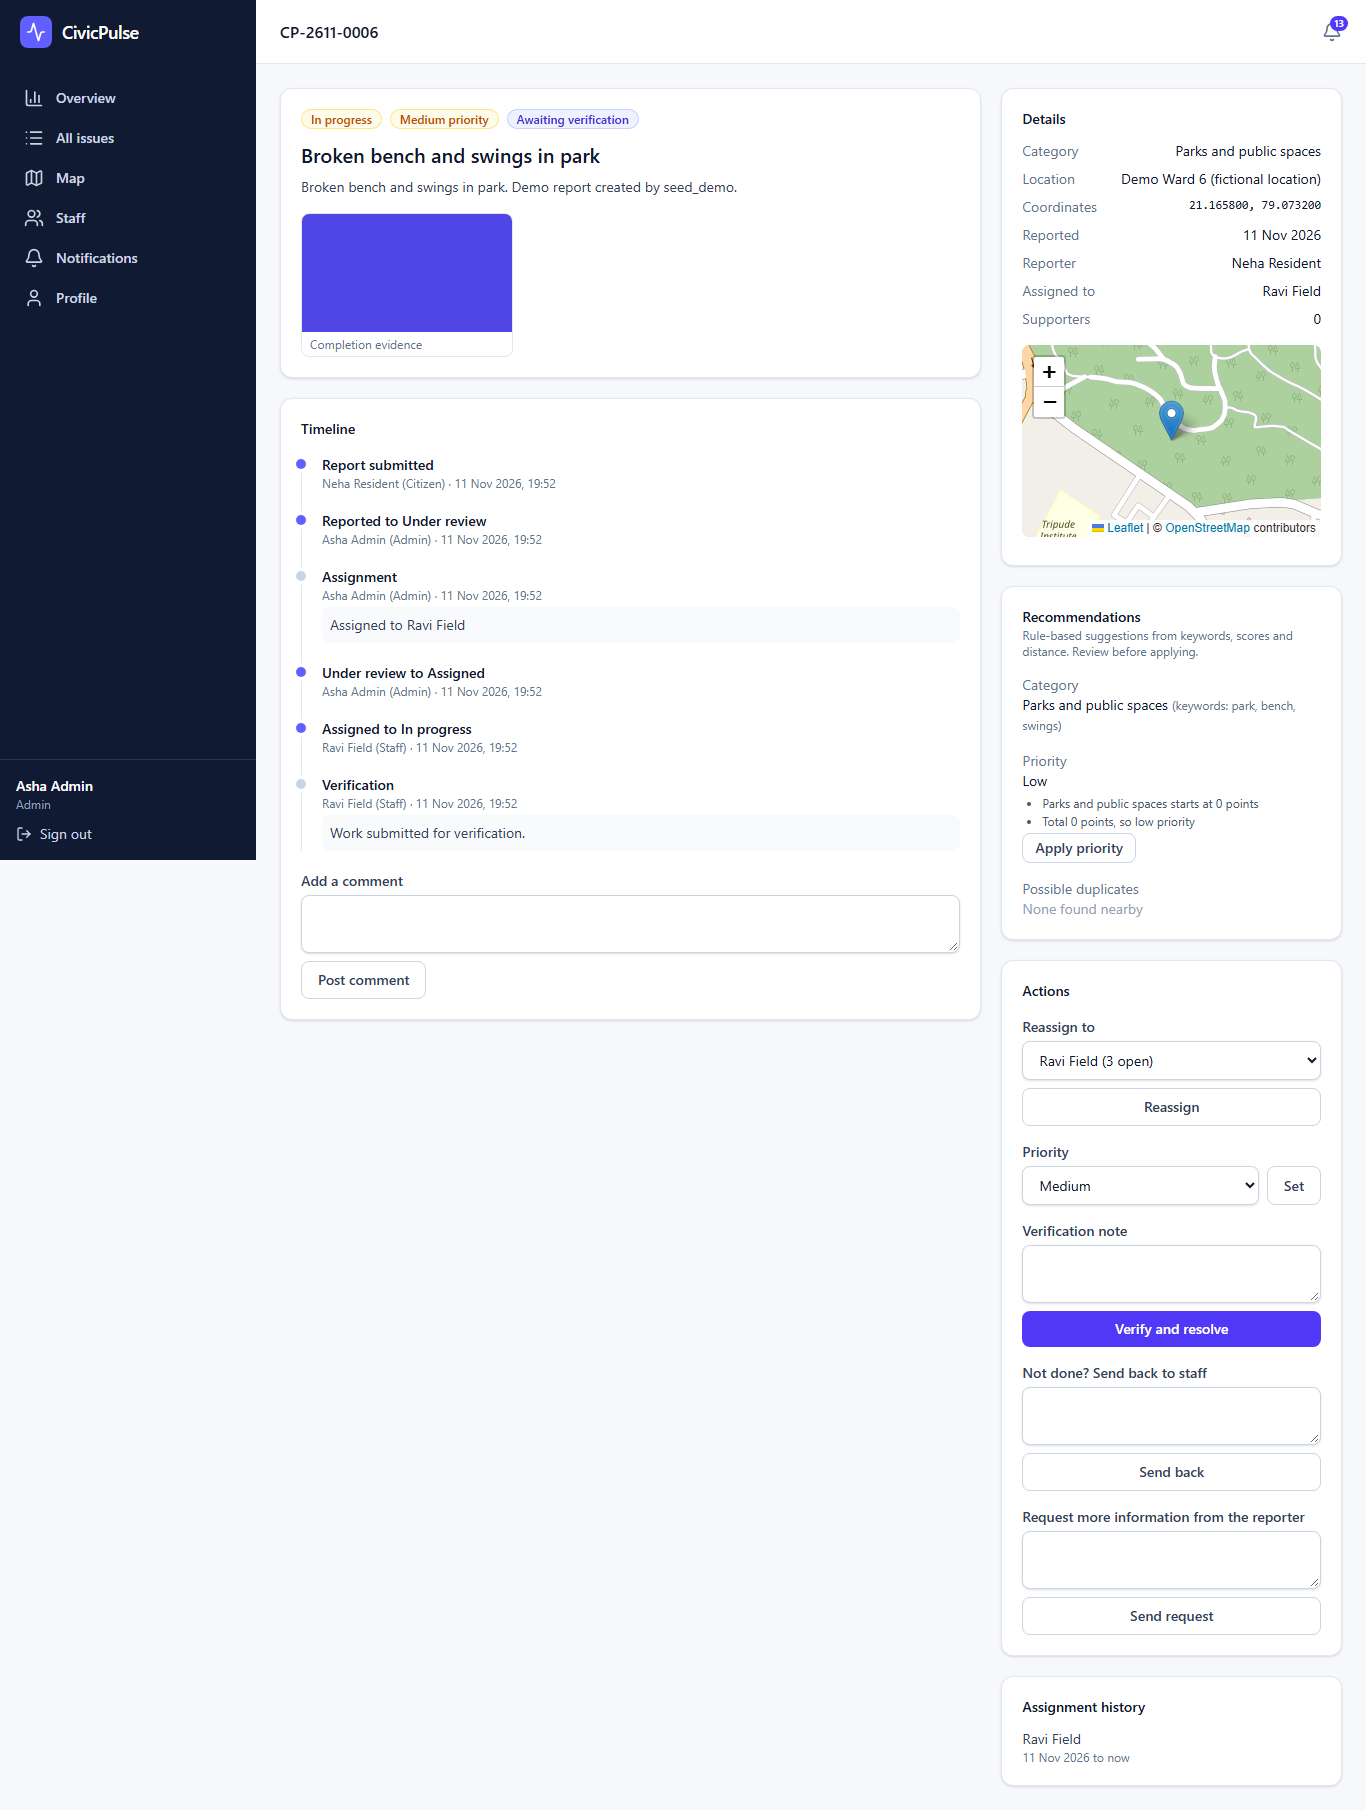 CivicPulse
Overview
All issues
Map
Staff
Notifications
Profile
Asha Admin
Admin
Sign out
CP-2611-0006
13
In progress
Medium priority
Awaiting verification
Broken bench and swings in park
Broken bench and swings in park. Demo report created by seed_demo.
Completion evidence
Timeline
Report submitted
Neha Resident (Citizen) · 11 Nov 2026, 19:52
Reported to Under review
Asha Admin (Admin) · 11 Nov 2026, 19:52
Assignment
Asha Admin (Admin) · 11 Nov 2026, 19:52
Assigned to Ravi Field
Under review to Assigned
Asha Admin (Admin) · 11 Nov 2026, 19:52
Assigned to In progress
Ravi Field (Staff) · 11 Nov 2026, 19:52
Verification
Ravi Field (Staff) · 11 Nov 2026, 19:52
Work submitted for verification.
Add a comment
Post comment
Details
Category Parks and public spaces
Location Demo Ward 6 (fictional location)
Coordinates 21.165800, 79.073200
Reported 11 Nov 2026
Reporter Neha Resident
Assigned to Ravi Field
Supporters 0
+
−
Tripude
Institute
Leaflet | © OpenStreetMap contributors
Recommendations
Rule-based suggestions from keywords, scores and
distance. Review before applying.
Category
Parks and public spaces (keywords: park, bench,
swings)
Priority
Low
• Parks and public spaces starts at 0 points
• Total 0 points, so low priority
Apply priority
Possible duplicates
None found nearby
Actions
Reassign to
Ravi Field (3 open)
Reassign
Priority
Medium
Set
Verification note
Verify and resolve
Not done? Send back to staff
Send back
Request more information from the reporter
Send request
Assignment history
Ravi Field
11 Nov 2026 to now